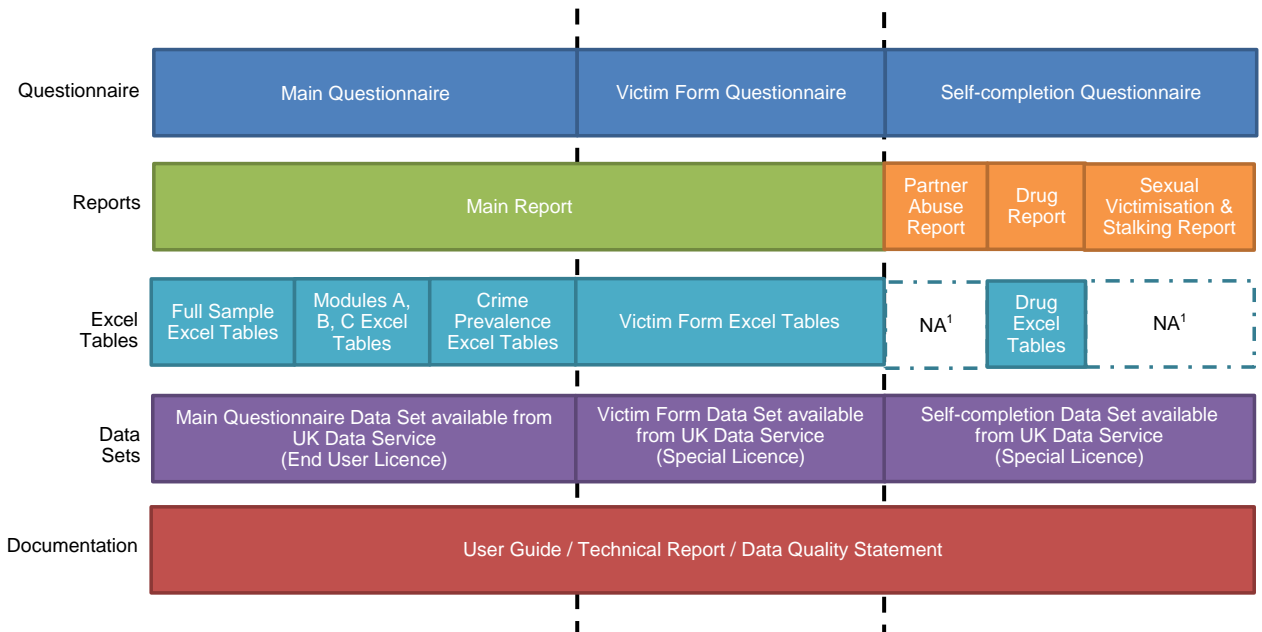 Questionnaire
Main Questionnaire
Victim Form Questionnaire
Self-completion Questionnaire
Reports
Main Report
Partner
Abuse
Report
Drug
Report
Sexual
Victimisation &
Stalking Report
Excel
Tables
Full Sample
Excel Tables
Modules A,
B, C Excel
Tables
Crime
Prevalence
Excel Tables
Victim Form Excel Tables
NA¹
Drug
Excel
Tables
NA¹
Data
Sets
Main Questionnaire Data Set available from
UK Data Service
(End User Licence)
Victim Form Data Set available
from UK Data Service
(Special Licence)
Self-completion Data Set available
from UK Data Service
(Special Licence)
Documentation
User Guide / Technical Report / Data Quality Statement